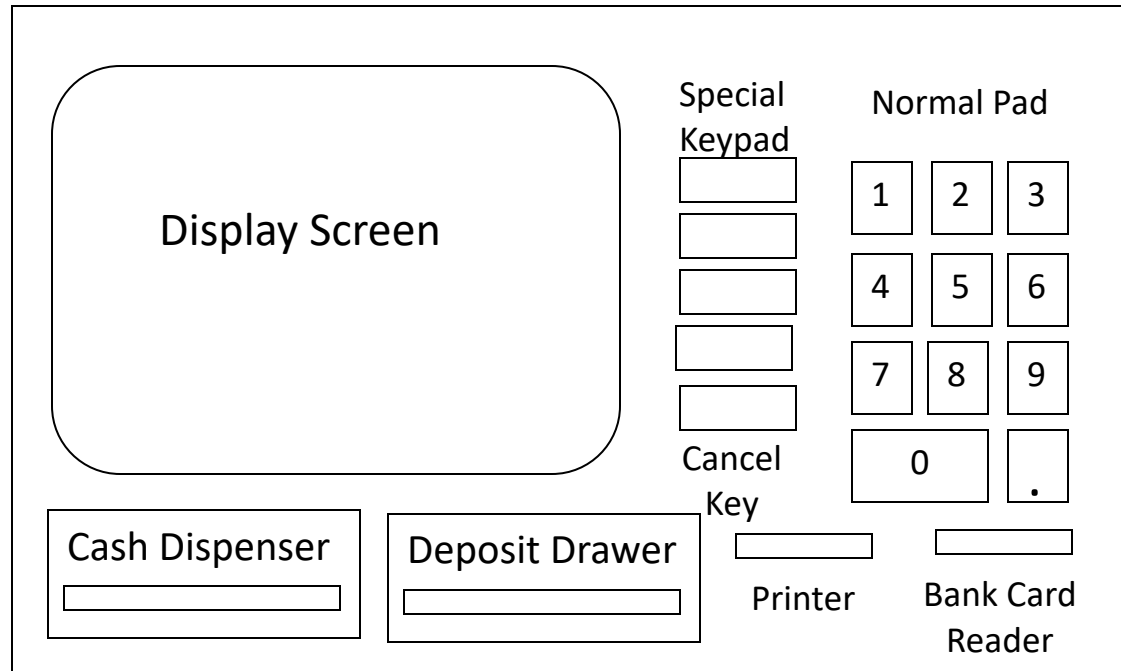 Display Screen
Special
Keypad
Cancel
Key
Normal Pad
1 2 3
4 5 6
7 8 9
0 .
Cash Dispenser
Deposit Drawer
Printer
Bank Card
Reader